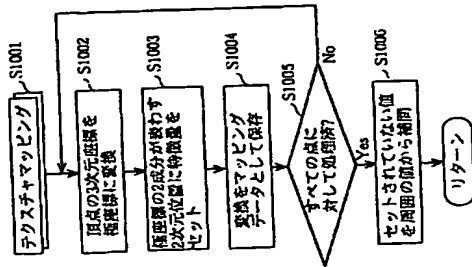 テクスチャマッピング
S1001
頂点の3次元座標を
極座標に変換
S1002
極座標の2成分が表わす
2次元位置に特徴量を
セット
S1003
変換をマッピング
データとして保存
S1004
すべての点に
対して処理済?
S1005
No
Yes
セットされていない値
を周囲の値から補間
S1006
リターン